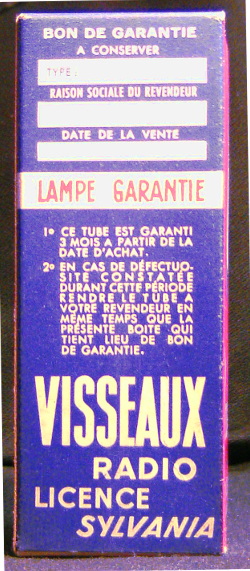 BON DE GARANTIE
A CONSERVER
TYPE:
RAISON SOCIALE DU REVENDEUR
DATE DE LA VENTE
LAMPE GARANTIE
1º CE TUBE EST GARANTI
3 MOIS A PARTIR DE LA
DATE D'ACHAT.
2º EN CAS DE DÉFECTUO-
SITE CONSTATÉE
DURANT CETTE PÉRIODE
RENDRE LE TUBE A
VOTRE REVENDEUR EN
MÊME TEMPS QUE LA
PRÉSENTE BOITE QUI
TIENT LIEU DE BON
DE GARANTIE.
VISSEAUX
RADIO
LICENCE
SYLVANIA